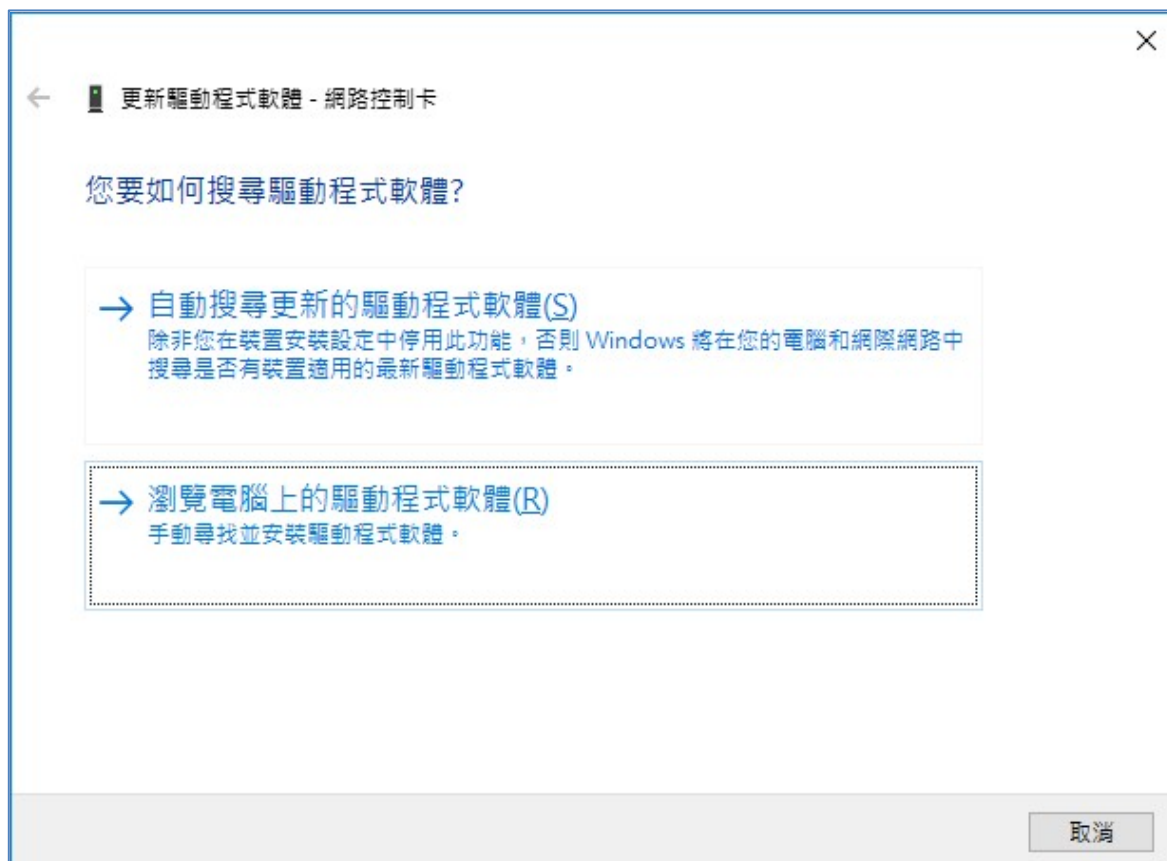 更新驅動程式軟體 - 網路控制卡
您要如何搜尋驅動程式軟體?
自動搜尋更新的驅動程式軟體(S)
除非您在裝置安裝設定中停用此功能，否則 Windows 將在您的電腦和網際網路中
搜尋是否有裝置適用的最新驅動程式軟體。
瀏覽電腦上的驅動程式軟體(R)
手動尋找並安裝驅動程式軟體。
取消